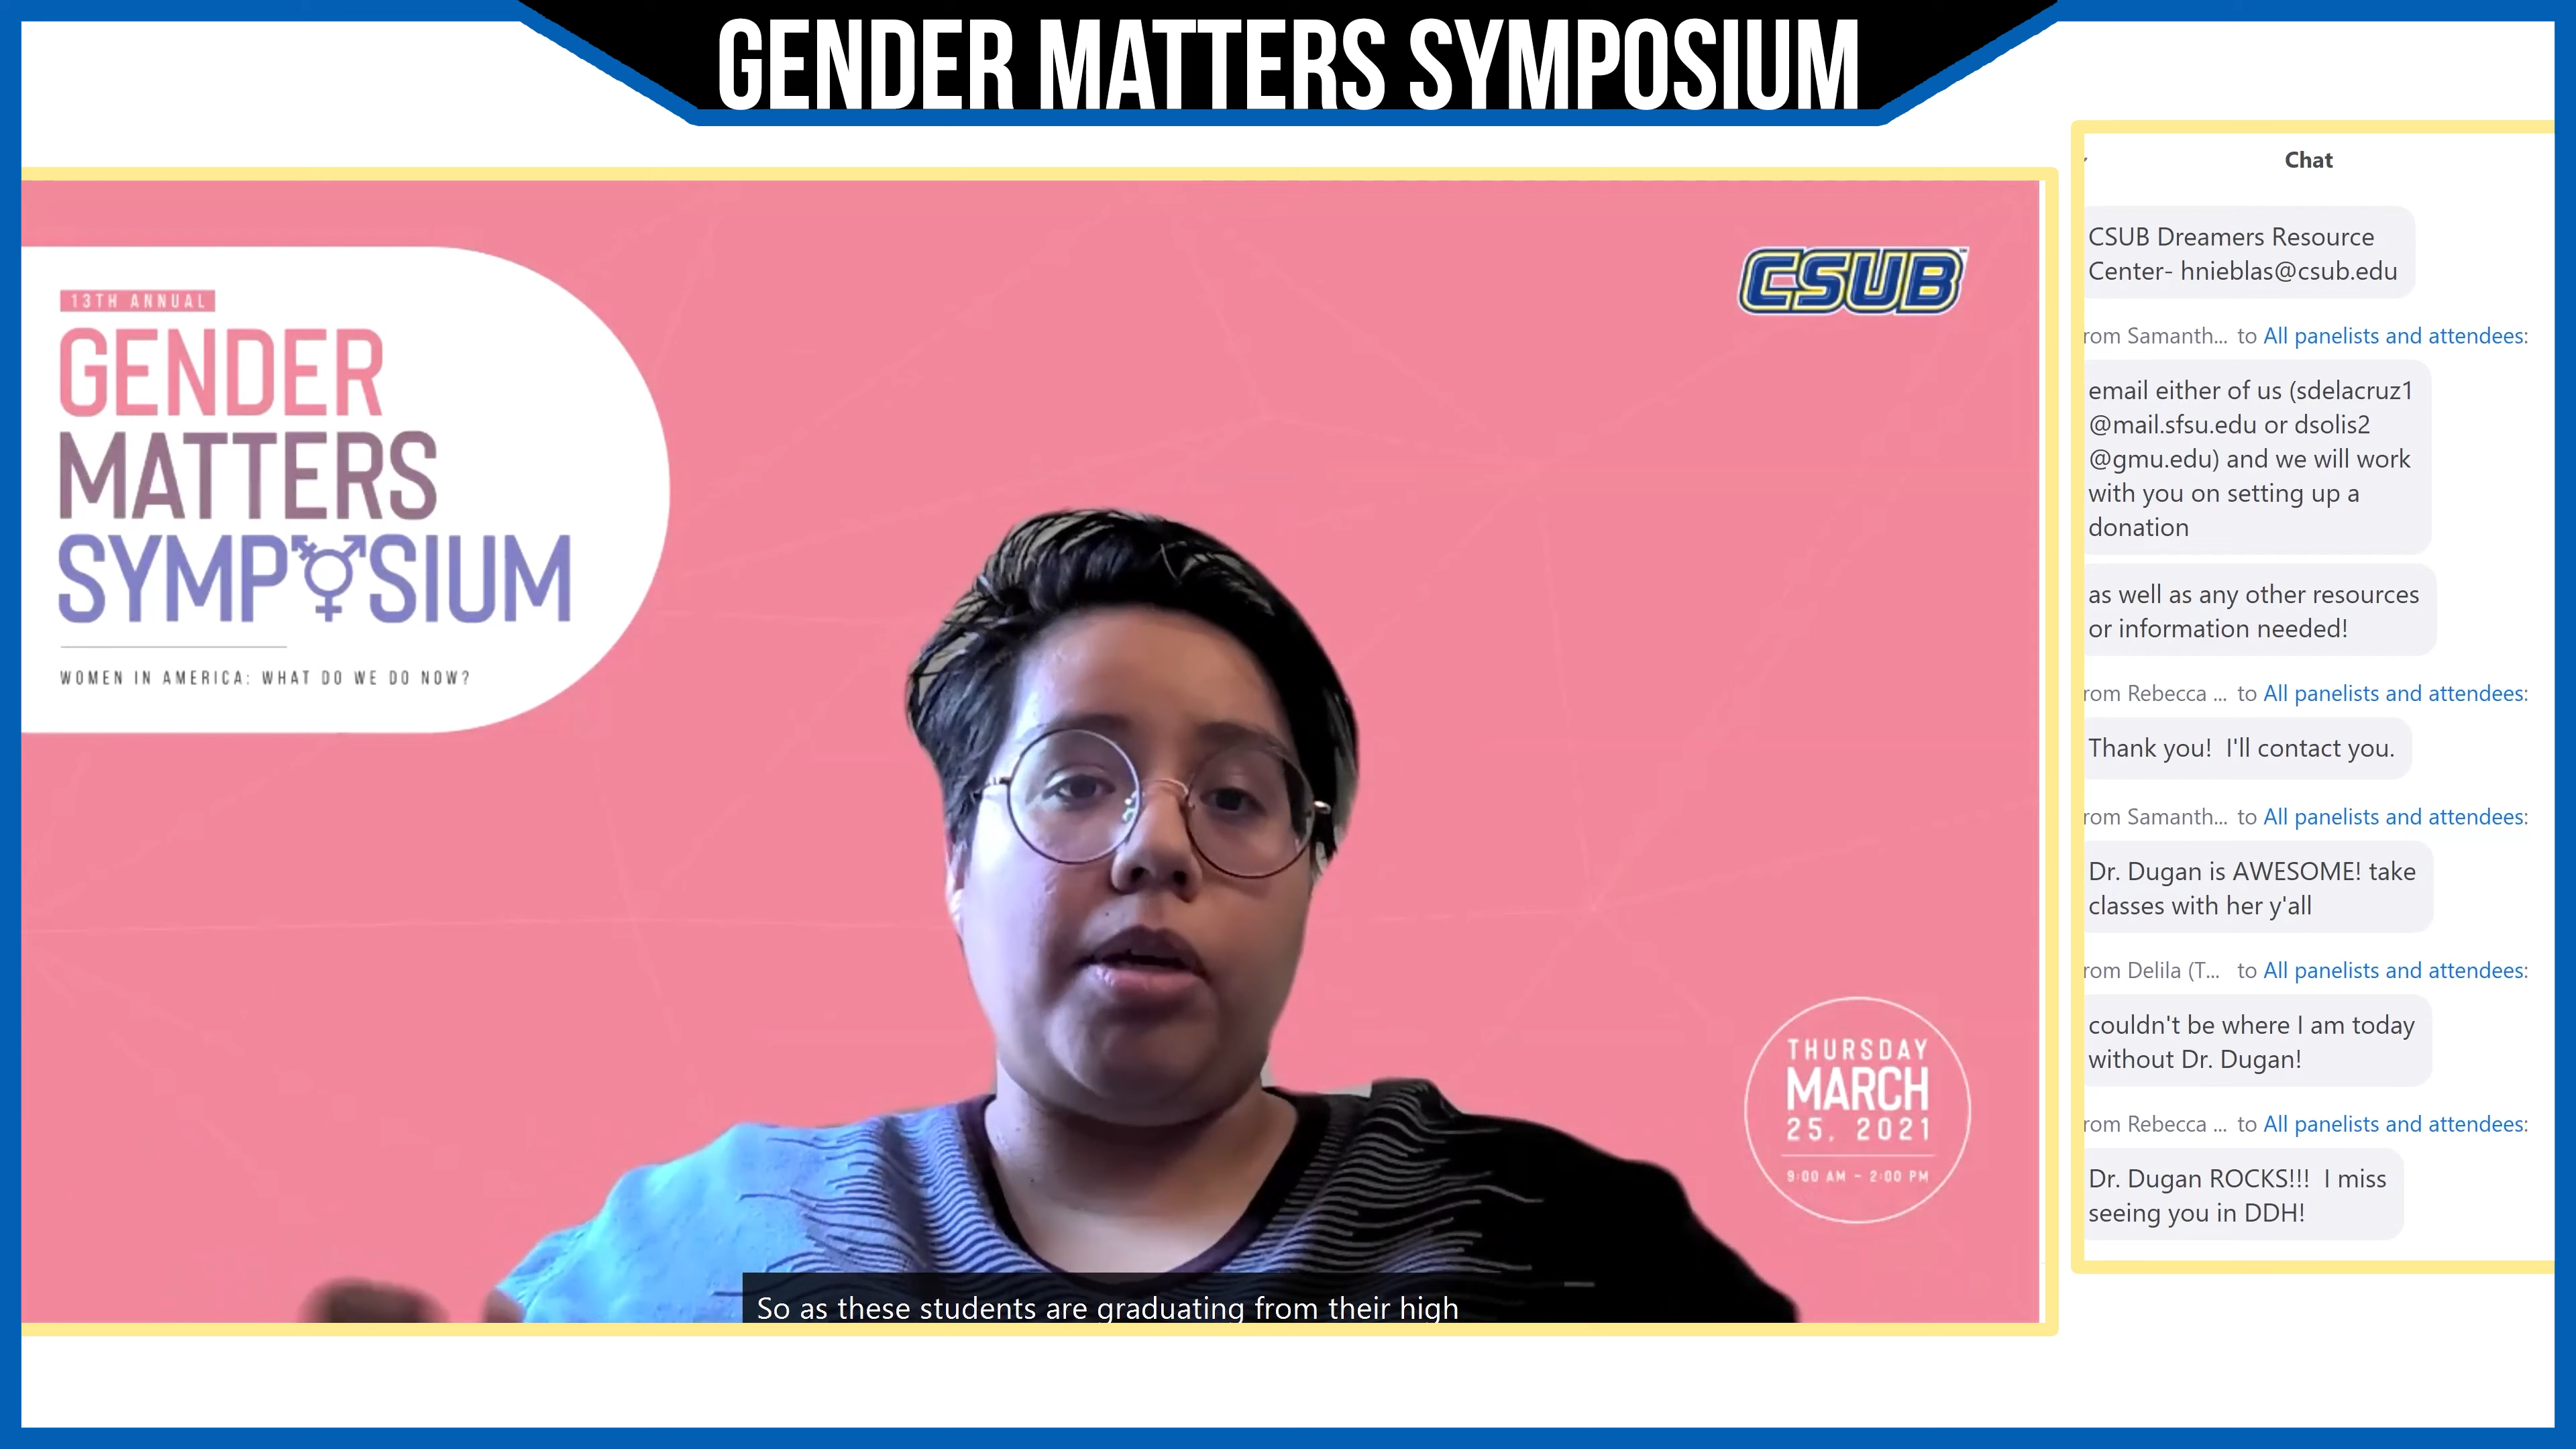 GENDER MATTERS SYMPOSIUM
13TH ANNUAL
GENDER
MATTERS
SYMPOSIUM
WOMEN IN AMERICA: WHAT DO WE DO NOW?
CSUB
THURSDAY
MARCH
25, 2021
9:00 AM - 2:00 PM
So as these students are graduating from their high
Chat
CSUB Dreamers Resource
Center- hnieblas@csub.edu
rom Samanth... to All panelists and attendees:
email either of us (sdelacruz1
@mail.sfsu.edu or dsolis2
@gmu.edu) and we will work
with you on setting up a
donation
as well as any other resources
or information needed!
rom Rebecca ... to All panelists and attendees:
Thank you! I'll contact you.
rom Samanth... to All panelists and attendees:
Dr. Dugan is AWESOME! take
classes with her y'all
rom Delila (T... to All panelists and attendees:
couldn't be where I am today
without Dr. Dugan!
rom Rebecca ... to All panelists and attendees:
Dr. Dugan ROCKS!!! I miss
seeing you in DDH!